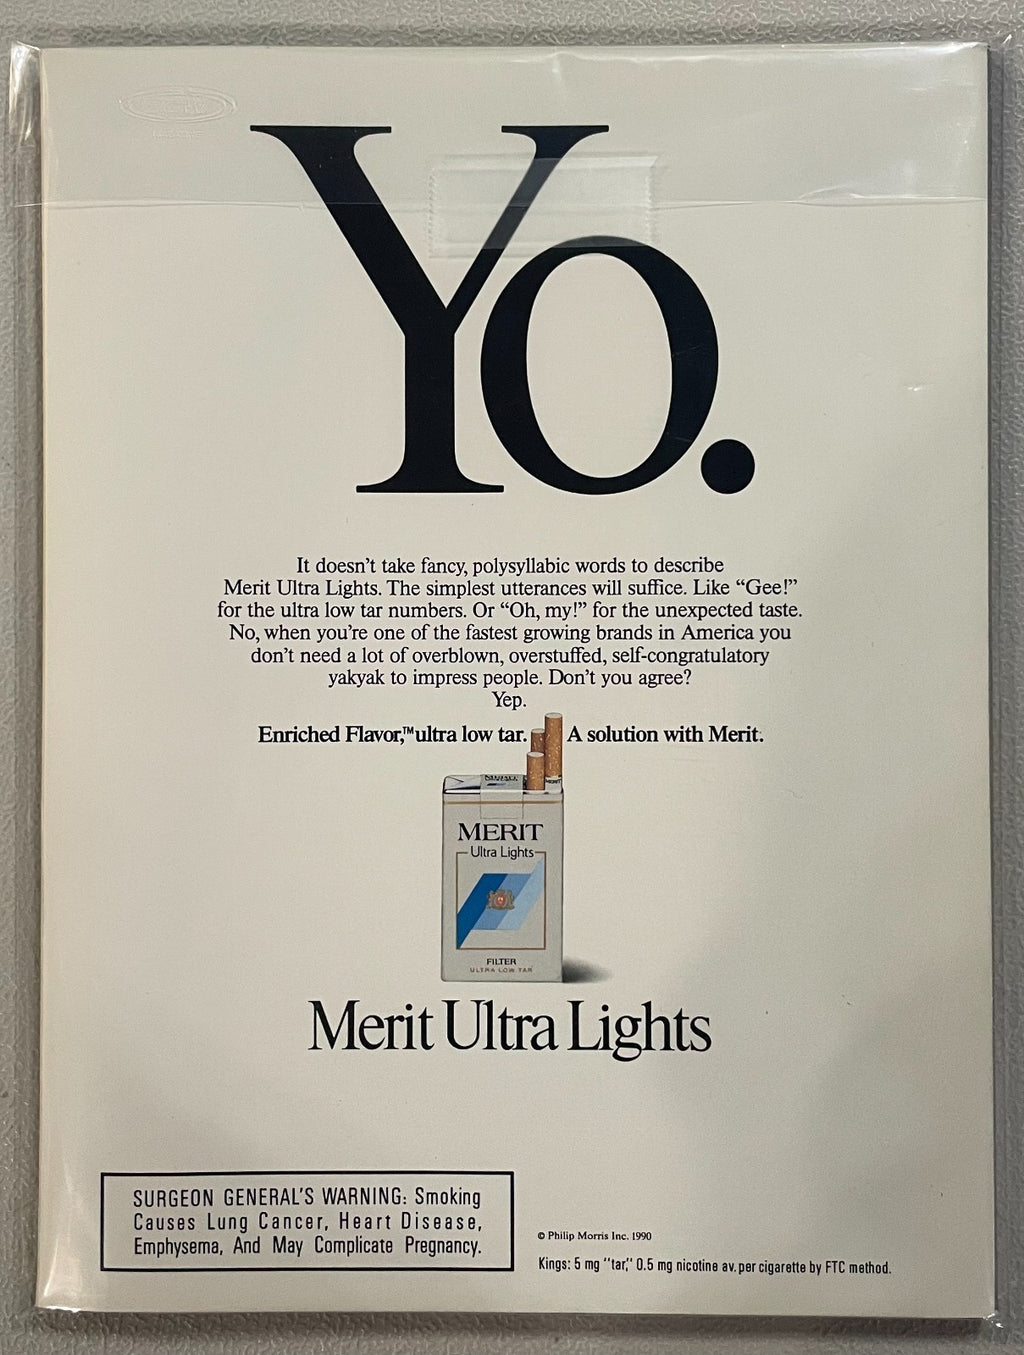 Yo.
It doesn't take fancy, polysyllabic words to describe
Merit Ultra Lights. The simplest utterances will suffice. Like "Gee!"
for the ultra low tar numbers. Or "Oh, my!" for the unexpected taste.
No, when you're one of the fastest growing brands in America you
don't need a lot of overblown, overstuffed, self-congratulatory
yakyak to impress people. Don't you agree?
Yep.
Enriched Flavor,™ ultra low tar. A solution with Merit.
MERIT
MERIT
Ultra Lights
FILTER
ULTRA LOW TAR
Merit Ultra Lights
SURGEON GENERAL'S WARNING: Smoking
Causes Lung Cancer, Heart Disease,
Emphysema, And May Complicate Pregnancy.
© Philip Morris Inc. 1990
Kings: 5 mg "tar," 0.5 mg nicotine av. per cigarette by FTC method.